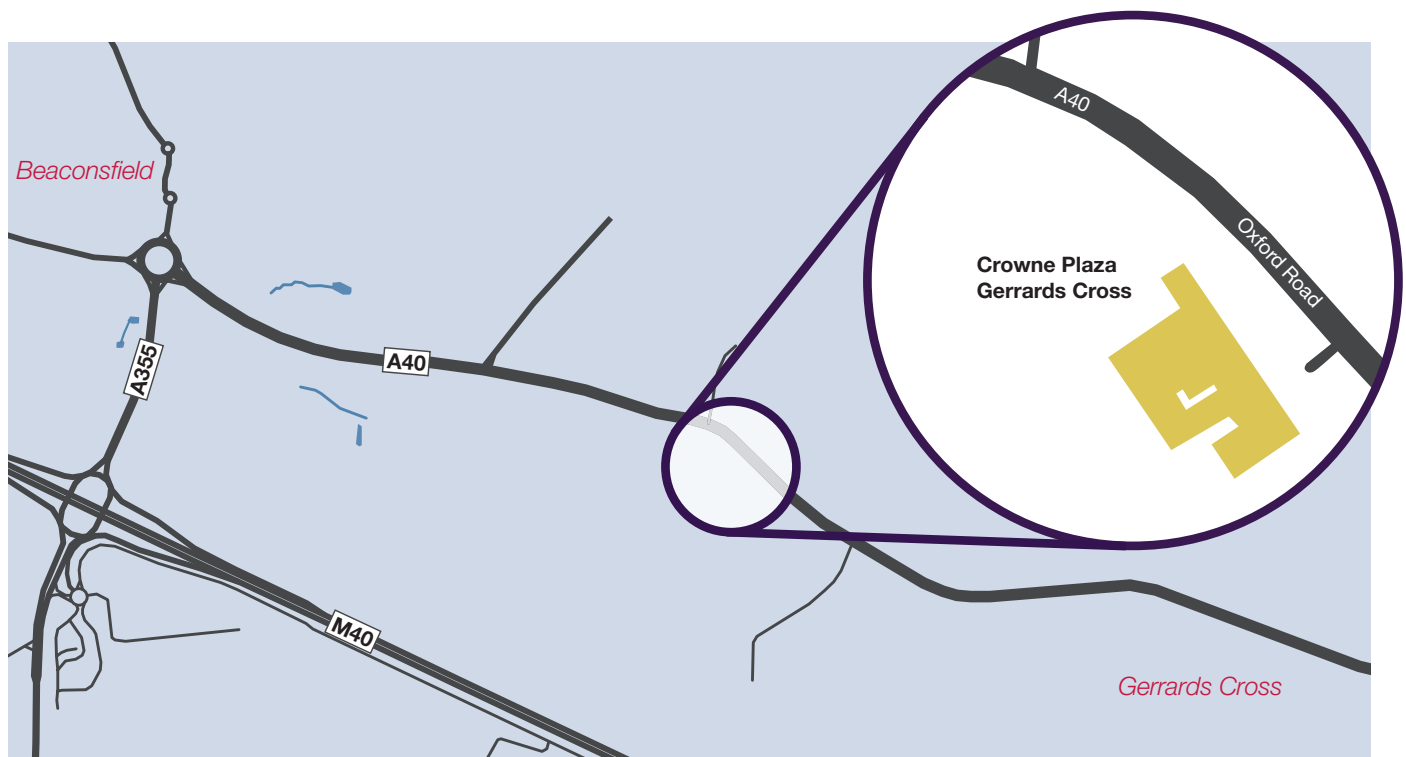 Beaconsfield
A40
Oxford Road
Crowne Plaza
Gerrards Cross
A355
A40
M40
Gerrards Cross